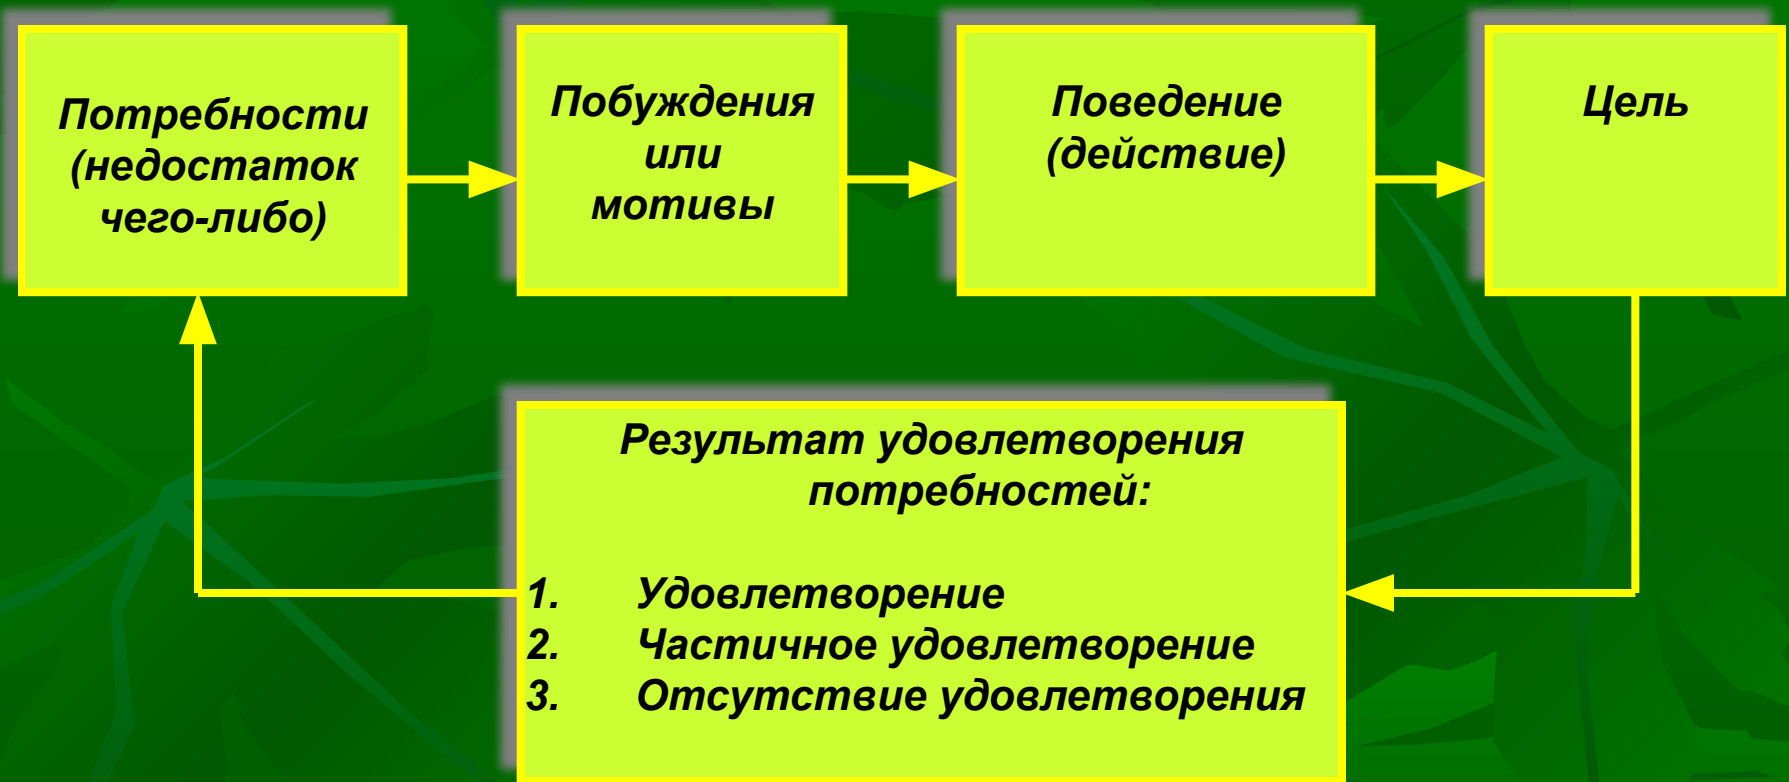 Потребности
(недостаток
чего-либо)
Побуждения
или
мотивы
Поведение
(действие)
Цель
Результат удовлетворения
потребностей:
1. Удовлетворение
2. Частичное удовлетворение
3. Отсутствие удовлетворения